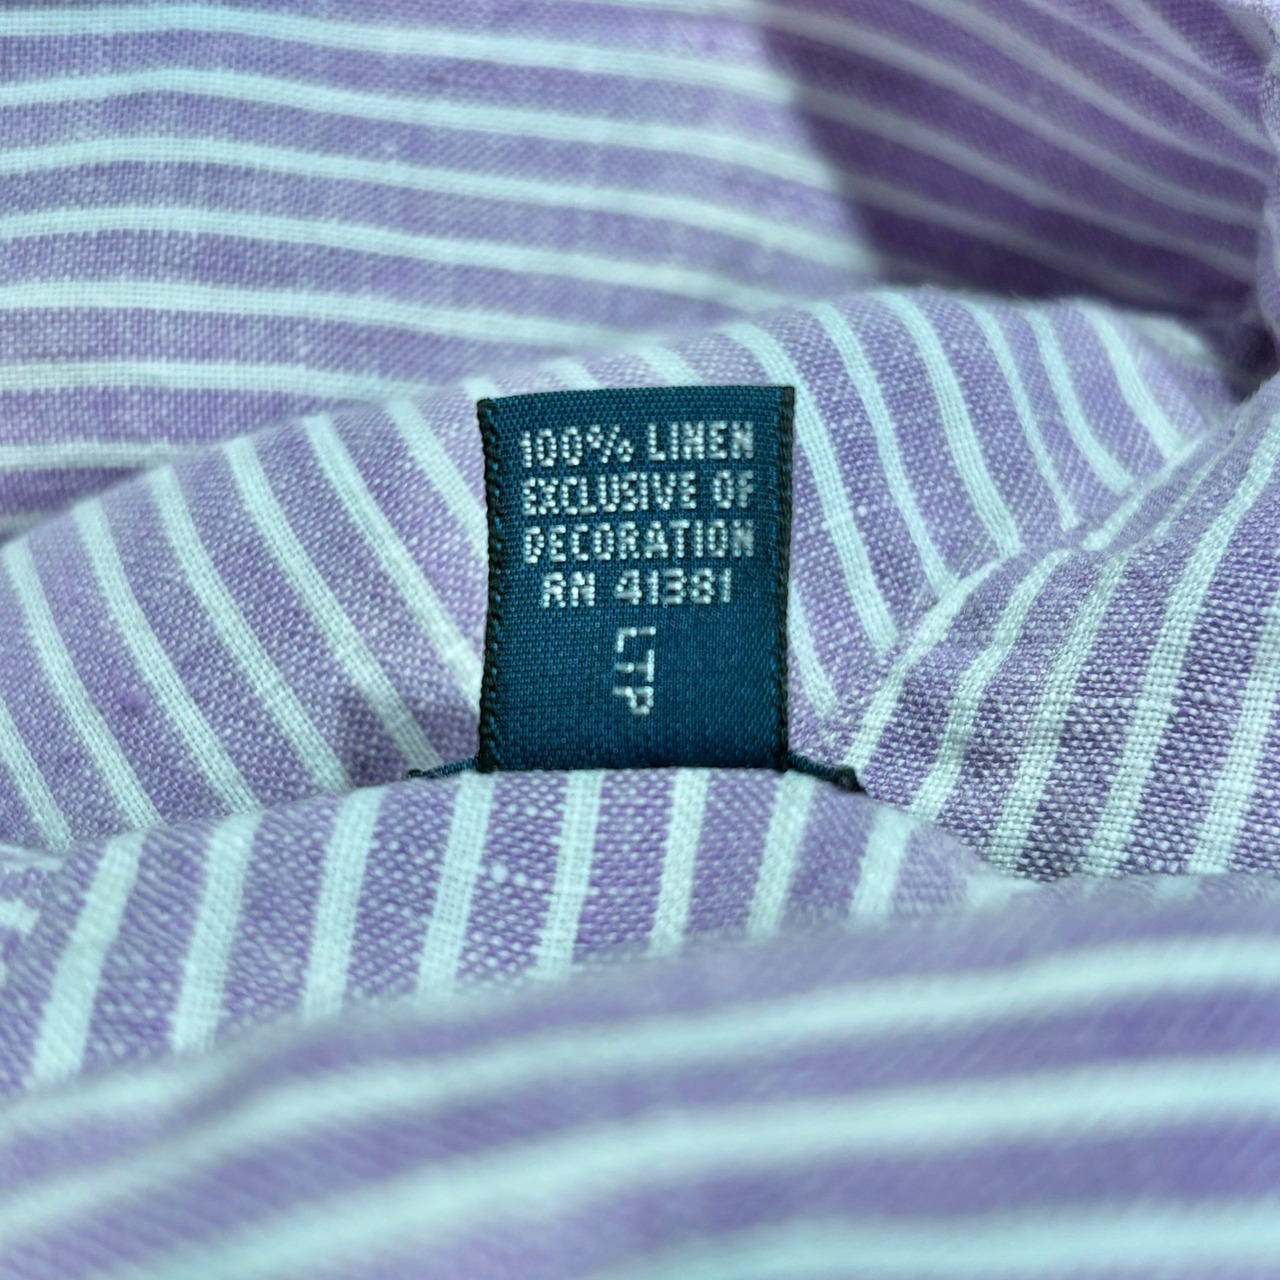 100% LINEN
EXCLUSIVE OF
DECORATION
RN 41381
LTP